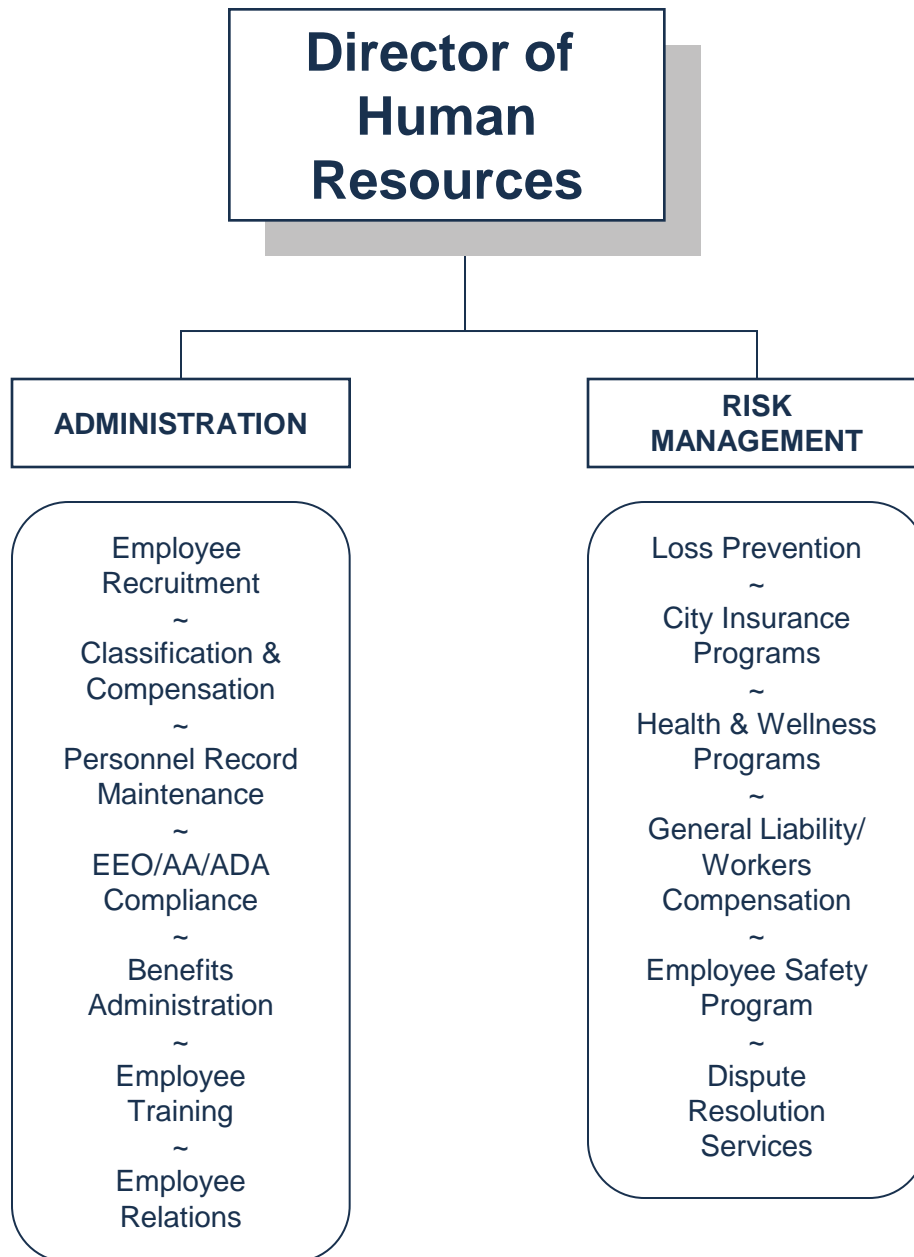 Director of
Human
Resources
ADMINISTRATION
Employee
Recruitment
~
Classification &
Compensation
~
Personnel Record
Maintenance
~
EEO/AA/ADA
Compliance
~
Benefits
Administration
~
Employee
Training
~
Employee
Relations
RISK
MANAGEMENT
Loss Prevention
~
City Insurance
Programs
~
Health & Wellness
Programs
~
General Liability/
Workers
Compensation
~
Employee Safety
Program
~
Dispute
Resolution
Services